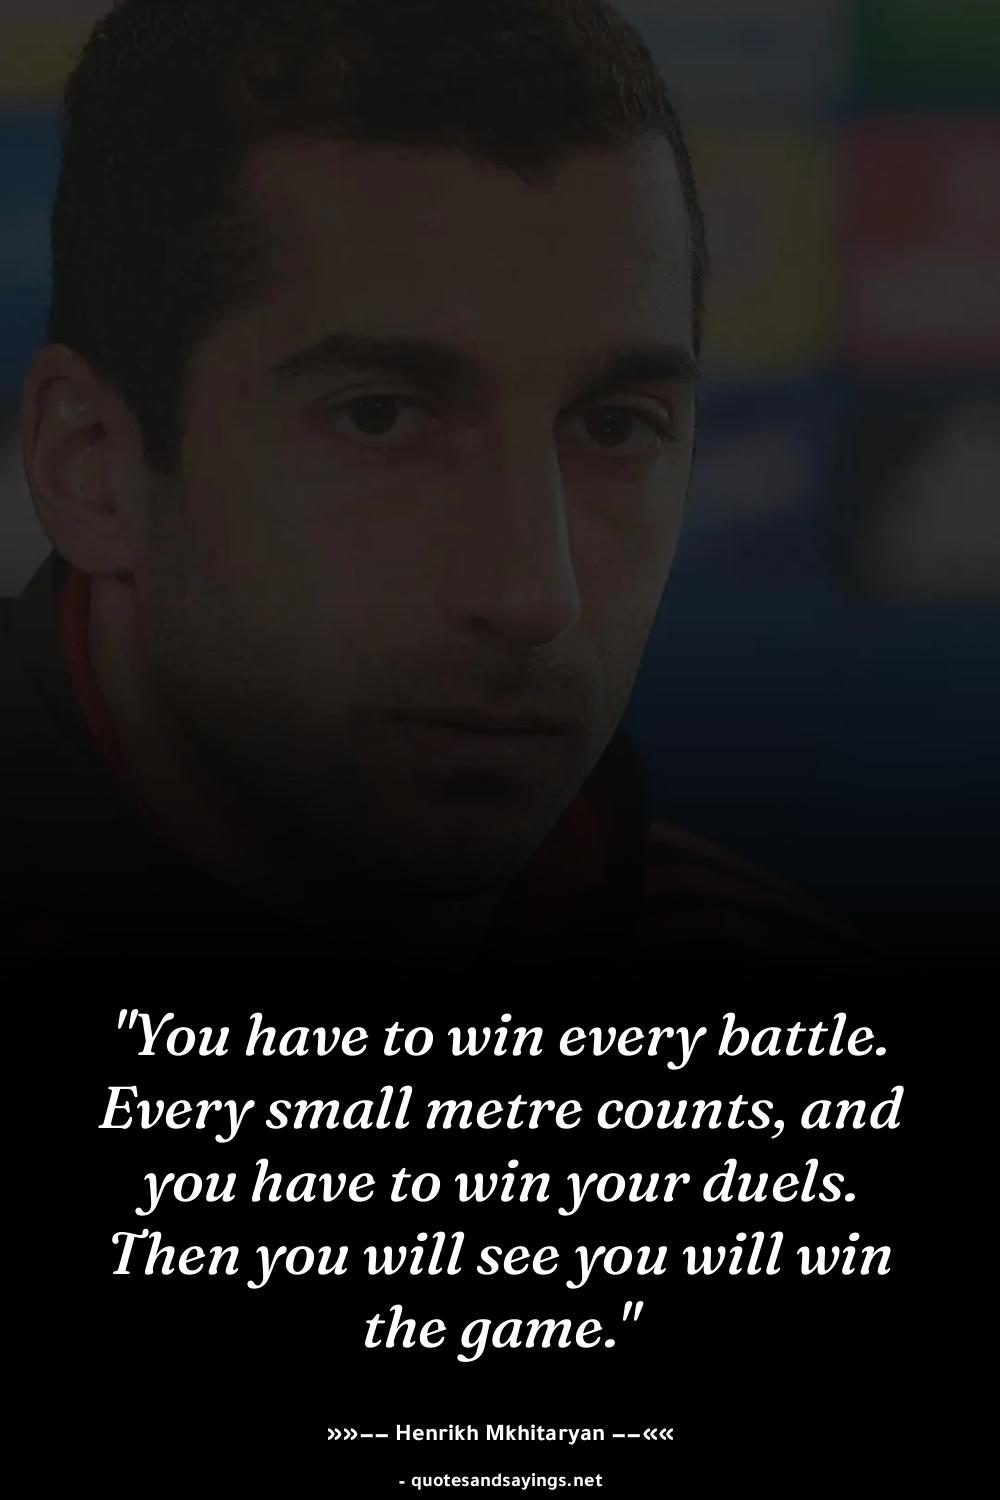 "You have to win every battle.
Every small metre counts, and
you have to win your duels.
Then you will see you will win
the game."
»»−− Henrikh Mkhitaryan −−««
- quotesandsayings.net